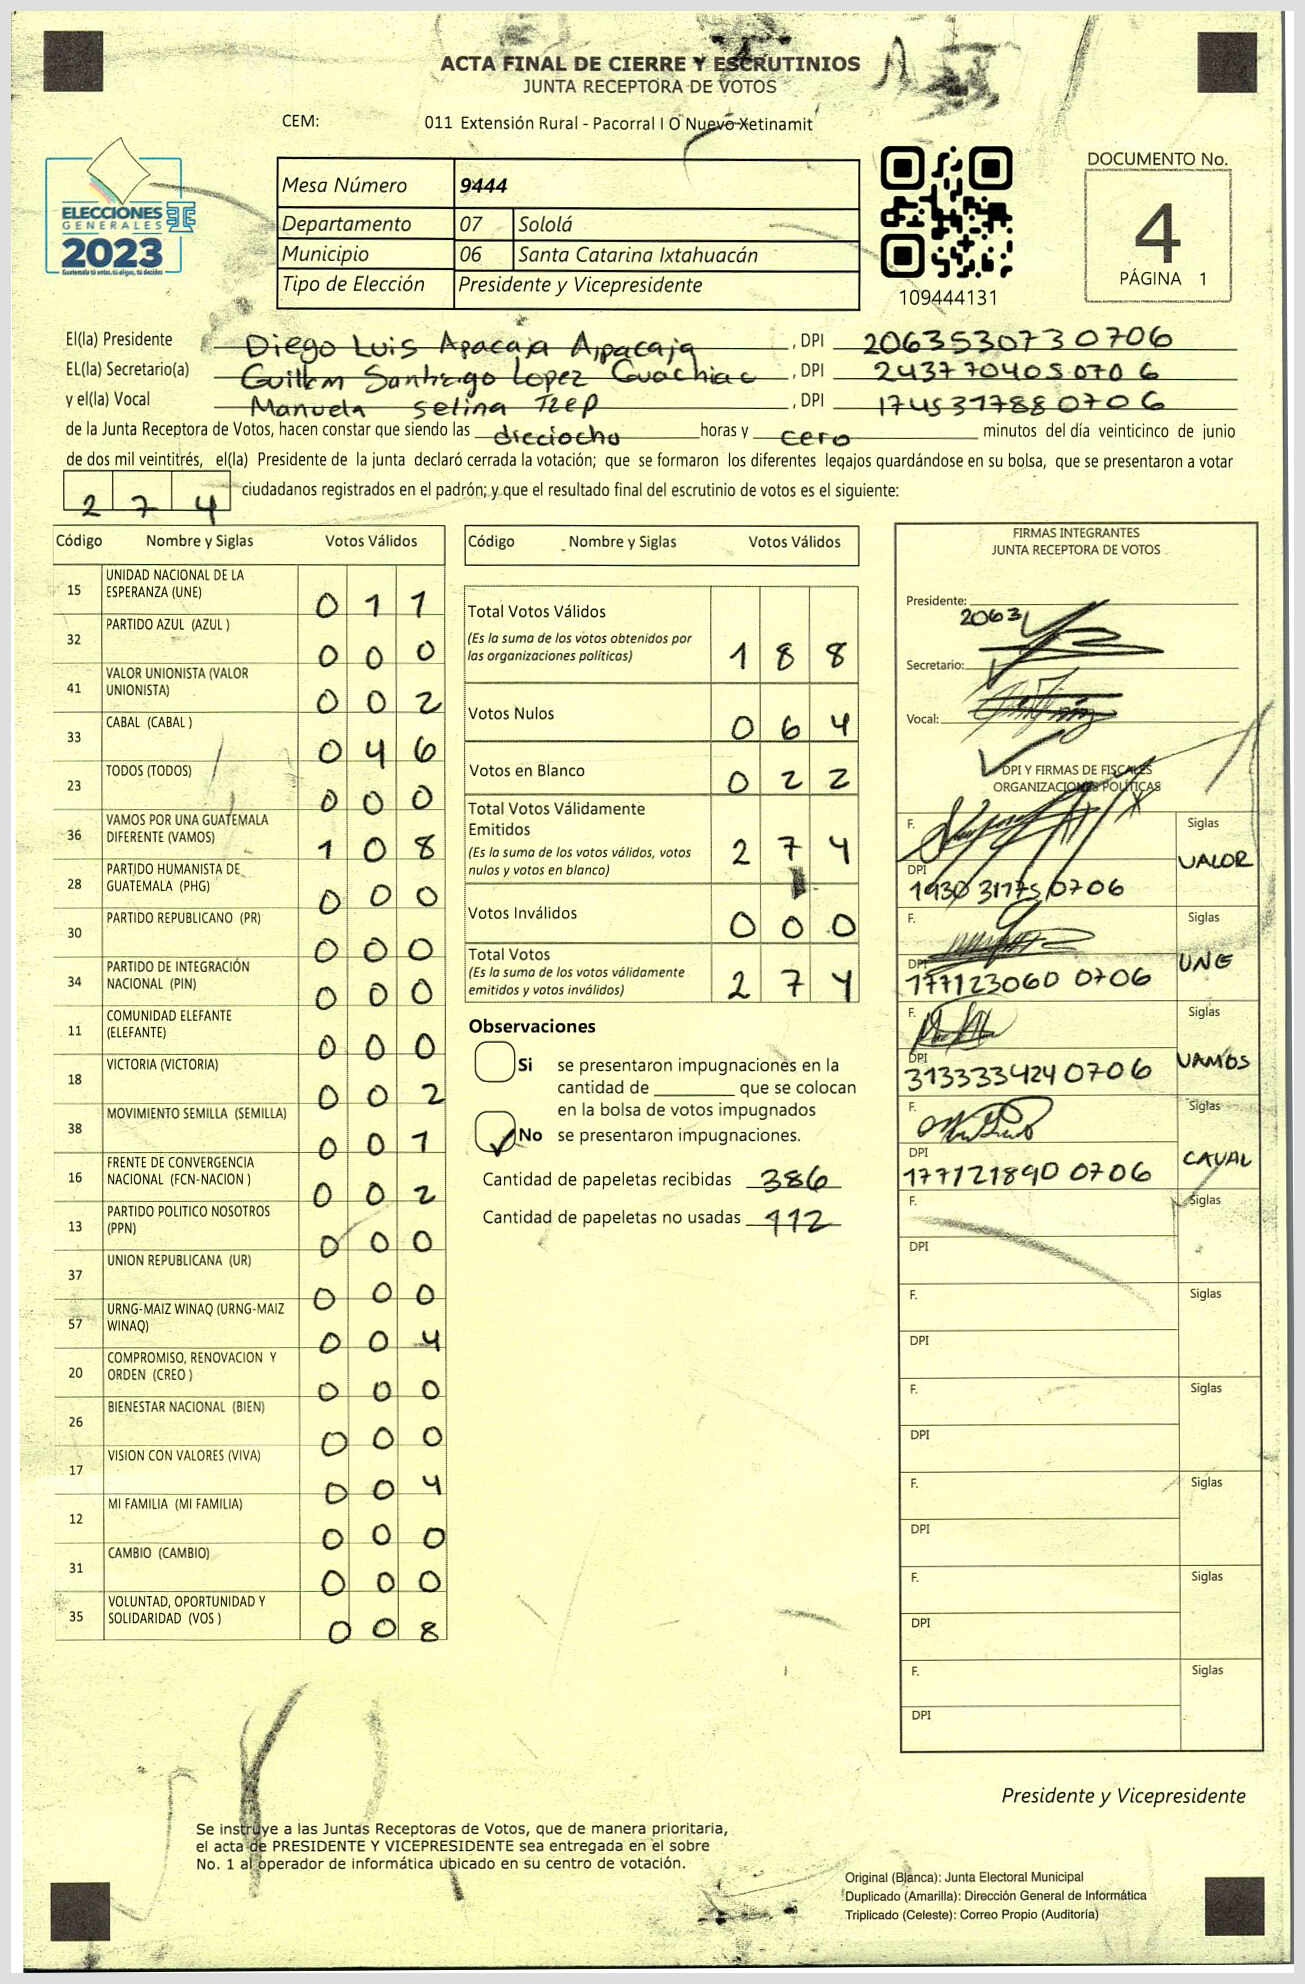 ACTA FINAL DE CIERRE Y ESCRUTINIOS
JUNTA RECEPTORA DE VOTOS
CEM: 011 Extensión Rural - Pacorral I O Nuevo Xetinamit
ELECCIONES
GENERALES
2023
Guatemala tú votas, tú eliges, tú decides
Mesa Número 9444
Departamento 07 Sololá
Municipio 06 Santa Catarina Ixtahuacán
Tipo de Elección Presidente y Vicepresidente
109444131
DOCUMENTO No.
4
PÁGINA 1
El(la) Presidente Diego Luis Apacaja Aipacaja, DPI 2063530730706
EL(la) Secretario(a) Guillem Santiago Lopez Guachiac, DPI 2437704050706
y el(la) Vocal Manuela selina Tzep, DPI 1745317880706
de la Junta Receptora de Votos, hacen constar que siendo las dieciocho horas y cero minutos del día veinticinco de junio
de dos mil veintitrés, el(la) Presidente de la junta declaró cerrada la votación; que se formaron los diferentes legajos guardándose en su bolsa, que se presentaron a votar
2 7 4 ciudadanos registrados en el padrón; y que el resultado final del escrutinio de votos es el siguiente:
Código Nombre y Siglas Votos Válidos
15 UNIDAD NACIONAL DE LA ESPERANZA (UNE) 0 1 1
32 PARTIDO AZUL (AZUL ) 0 0 0
41 VALOR UNIONISTA (VALOR UNIONISTA) 0 0 2
33 CABAL (CABAL ) 0 4 6
23 TODOS (TODOS) 0 0 0
36 VAMOS POR UNA GUATEMALA DIFERENTE (VAMOS) 1 0 8
28 PARTIDO HUMANISTA DE GUATEMALA (PHG) 0 0 0
30 PARTIDO REPUBLICANO (PR) 0 0 0
34 PARTIDO DE INTEGRACIÓN NACIONAL (PIN) 0 0 0
11 COMUNIDAD ELEFANTE (ELEFANTE) 0 0 0
18 VICTORIA (VICTORIA) 0 0 2
38 MOVIMIENTO SEMILLA (SEMILLA) 0 0 1
16 FRENTE DE CONVERGENCIA NACIONAL (FCN-NACION ) 0 0 2
13 PARTIDO POLITICO NOSOTROS (PPN) 0 0 0
37 UNION REPUBLICANA (UR) 0 0 0
57 URNG-MAIZ WINAQ (URNG-MAIZ WINAQ) 0 0 4
20 COMPROMISO, RENOVACION Y ORDEN (CREO ) 0 0 0
26 BIENESTAR NACIONAL (BIEN) 0 0 0
17 VISION CON VALORES (VIVA) 0 0 4
12 MI FAMILIA (MI FAMILIA) 0 0 0
31 CAMBIO (CAMBIO) 0 0 0
35 VOLUNTAD, OPORTUNIDAD Y SOLIDARIDAD (VOS ) 0 0 8
Código Nombre y Siglas Votos Válidos
Total Votos Válidos 1 8 8
(Es la suma de los votos obtenidos por
las organizaciones políticas)
Votos Nulos 0 6 4
Votos en Blanco 0 2 2
Total Votos Válidamente
Emitidos 2 7 4
(Es la suma de los votos válidos, votos
nulos y votos en blanco)
Votos Inválidos 0 0 0
Total Votos 2 7 4
(Es la suma de los votos válidamente
emitidos y votos inválidos)
Observaciones
Si se presentaron impugnaciones en la
cantidad de ________ que se colocan
en la bolsa de votos impugnados
No se presentaron impugnaciones.
Cantidad de papeletas recibidas 386
Cantidad de papeletas no usadas 112
FIRMAS INTEGRANTES
JUNTA RECEPTORA DE VOTOS
Presidente:
2063
Secretario:
Vocal:
DPI Y FIRMAS DE FISCALES
ORGANIZACIONES POLÍTICAS
F. Siglas
VALOR
DPI
1930311750706
F. Siglas
UNE
DPI
1771230600706
F. Siglas
VAMOS
DPI
3133334240706
F. Siglas
CAVAL
DPI
1771218900706
F. Siglas
DPI
F. Siglas
DPI
F. Siglas
DPI
F. Siglas
DPI
F. Siglas
DPI
F. Siglas
DPI
Presidente y Vicepresidente
Se instruye a las Juntas Receptoras de Votos, que de manera prioritaria,
el acta de PRESIDENTE Y VICEPRESIDENTE sea entregada en el sobre
No. 1 al operador de informática ubicado en su centro de votación.
Original (Blanca): Junta Electoral Municipal
Duplicado (Amarilla): Dirección General de Informática
Triplicado (Celeste): Correo Propio (Auditoría)